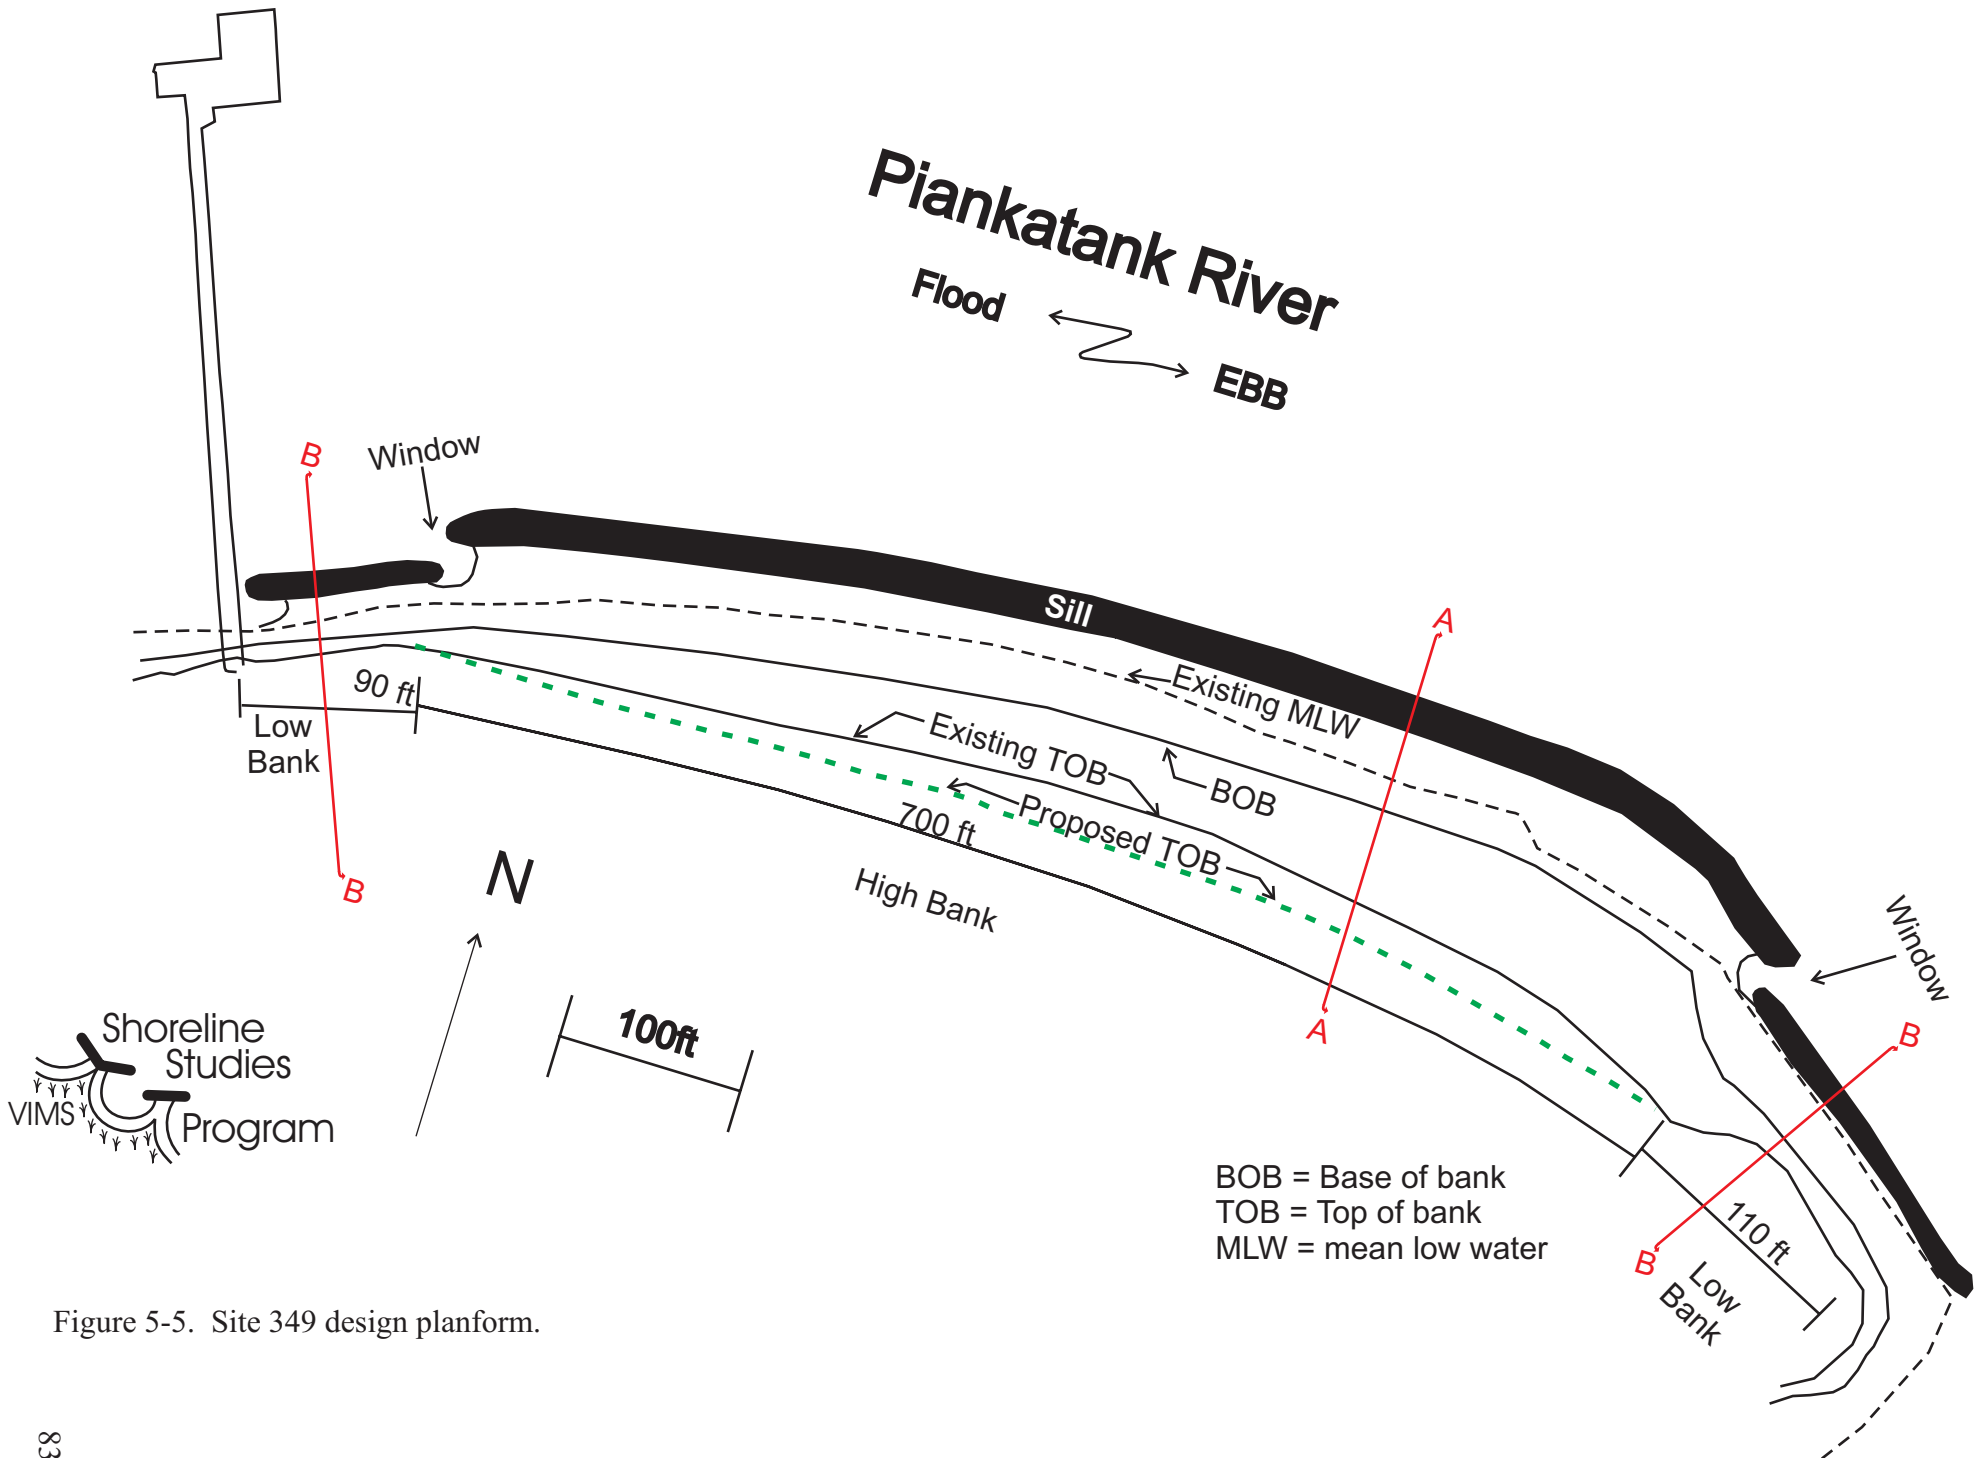 Piankatank River
Flood
EBB
B
Window
Sill
A
Existing MLW
90 ft
Low
Bank
Existing TOB
BOB
Proposed TOB
700 ft
High Bank
B
N
Window
A
B
100ft
Shoreline
Studies
VIMS
Program
BOB = Base of bank
TOB = Top of bank
MLW = mean low water
110 ft
B
Low
Bank
Figure 5-5.  Site 349 design planform.
83